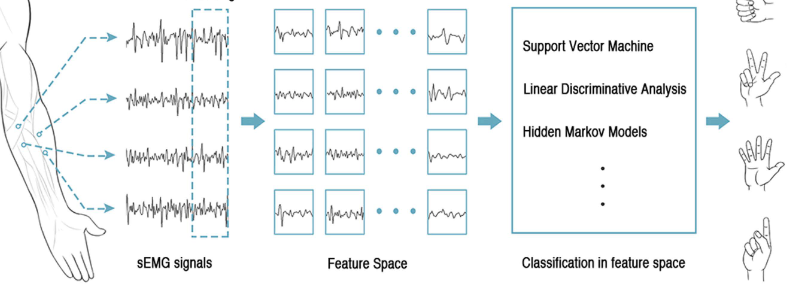 Support Vector Machine
Linear Discriminative Analysis
Hidden Markov Models
sEMG signals
Feature Space
Classification in feature space